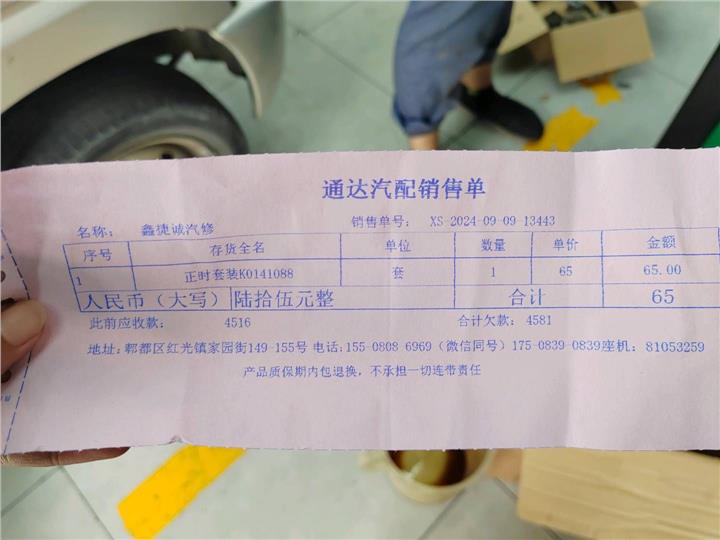 通达汽配销售单
名称： 鑫捷诚汽修 销售单号： XS-2024-09-09-13443
序号 存货全名 单位 数量 单价 金额
1 正时套装K0141088 套 1 65 65.00
人民币（大写） 陆拾伍元整 合计 65
此前应收款： 4516 合计欠款： 4581
地址：郫都区红光镇家园街149-155号 电话:155-0808-6969（微信同号）175-0839-0839座机：81053259
产品质保期内包退换，不承担一切连带责任